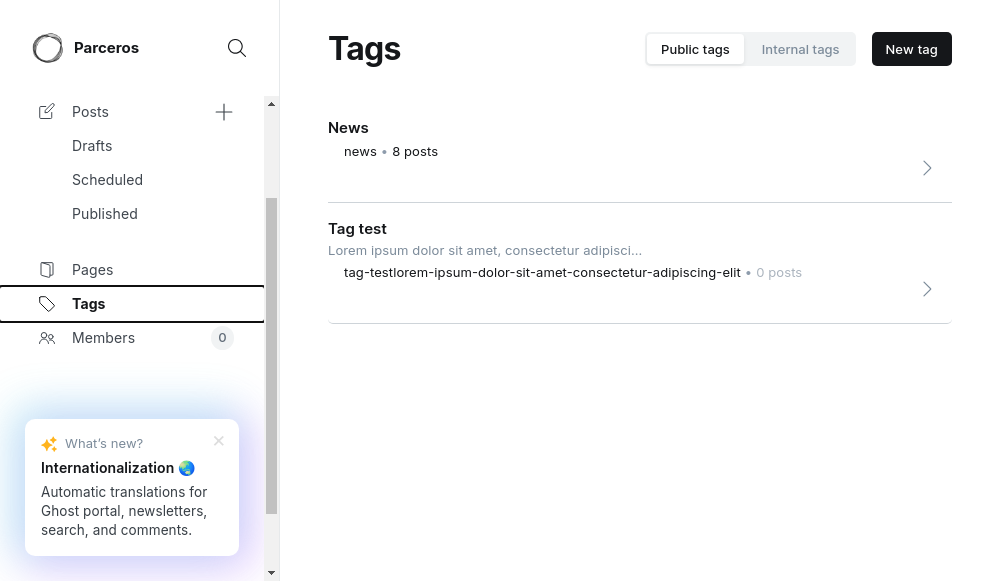 Parceros
Posts
Drafts
Scheduled
Published
Pages
Tags
Members 0
What's new?
Internationalization
Automatic translations for
Ghost portal, newsletters,
search, and comments.
Tags
Public tags Internal tags New tag
News
news • 8 posts
Tag test
Lorem ipsum dolor sit amet, consectetur adipisci...
tag-testlorem-ipsum-dolor-sit-amet-consectetur-adipiscing-elit • 0 posts